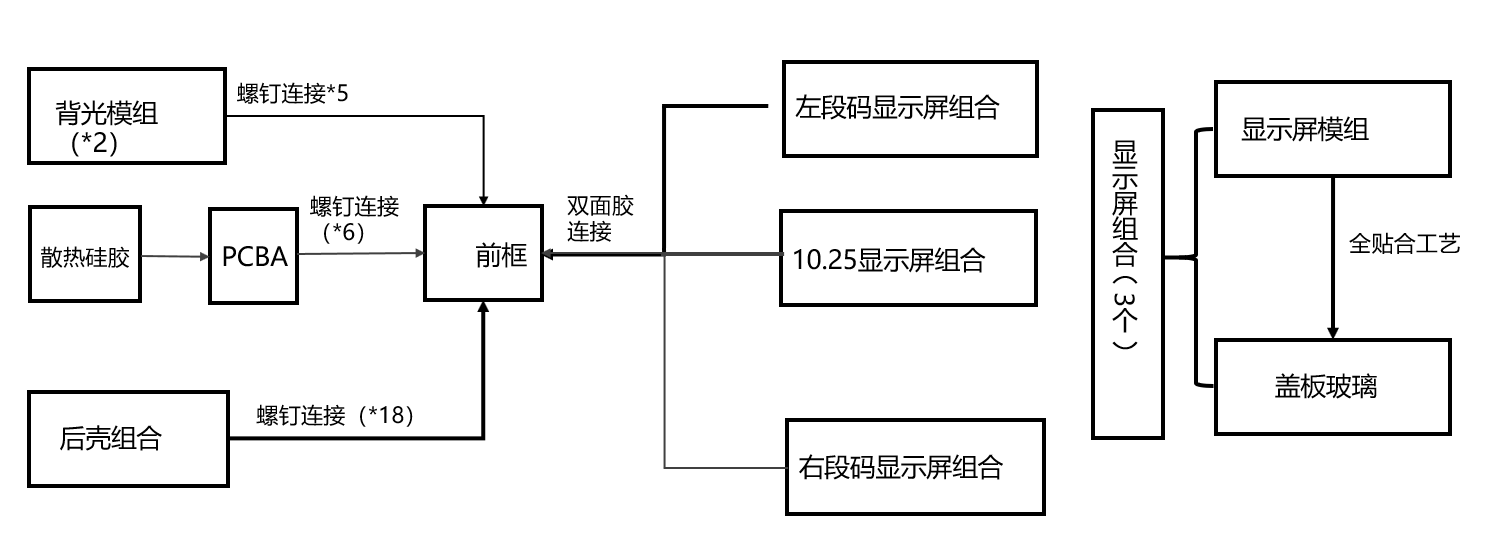 背光模组
（*2）
螺钉连接*5
散热硅胶
PCBA
螺钉连接
（*6）
前框
双面胶
连接
后壳组合
螺钉连接（*18）
左段码显示屏组合
10.25显示屏组合
右段码显示屏组合
显示屏组合（3个）
显示屏模组
全贴合工艺
盖板玻璃